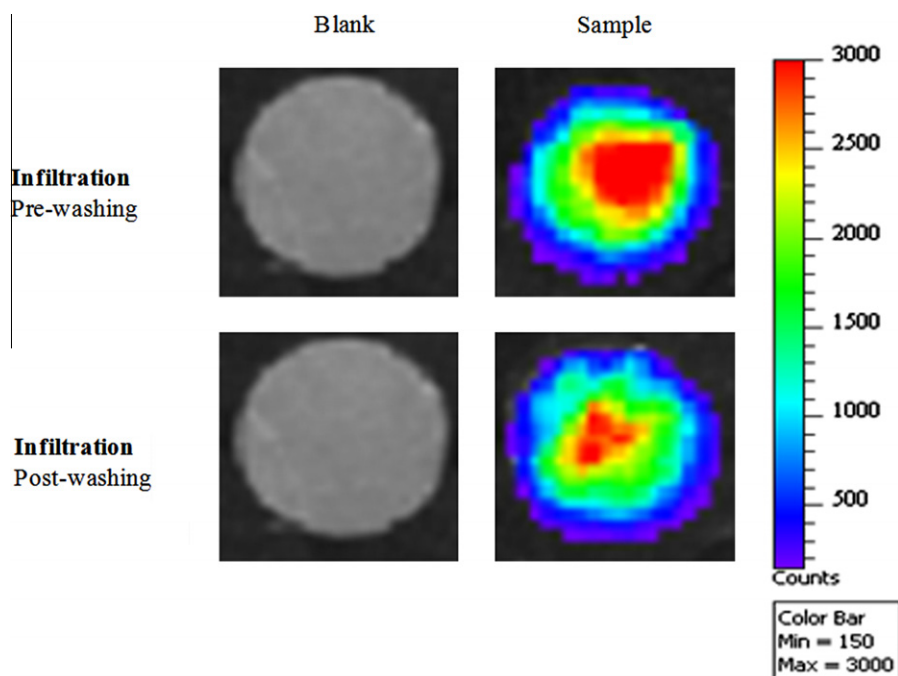 Blank
Sample
Infiltration
Pre-washing
Infiltration
Post-washing
3000
2500
2000
1500
1000
500
Counts
Color Bar
Min = 150
Max = 3000